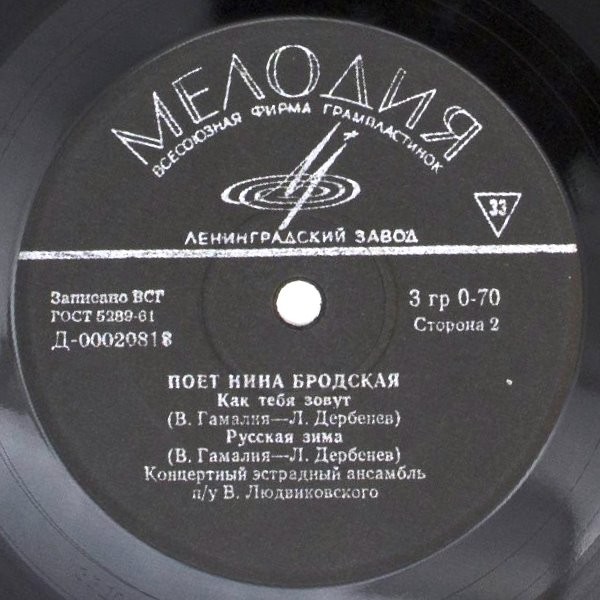 МЕЛОДИЯ
ВСЕСОЮЗНАЯ ФИРМА ГРАМПЛАСТИНОК
33
ЛЕНИНГРАДСКИЙ ЗАВОД
Записано ВСГ
ГОСТ 5289-61
Д-00020818
3 гр 0-70
Сторона 2
ПОЕТ НИНА БРОДСКАЯ
Как тебя зовут
(В. Гамалия—Л. Дербенев)
Русская зима
(В. Гамалия—Л. Дербенев)
Концертный эстрадный ансамбль
п/у В. Людвиковского